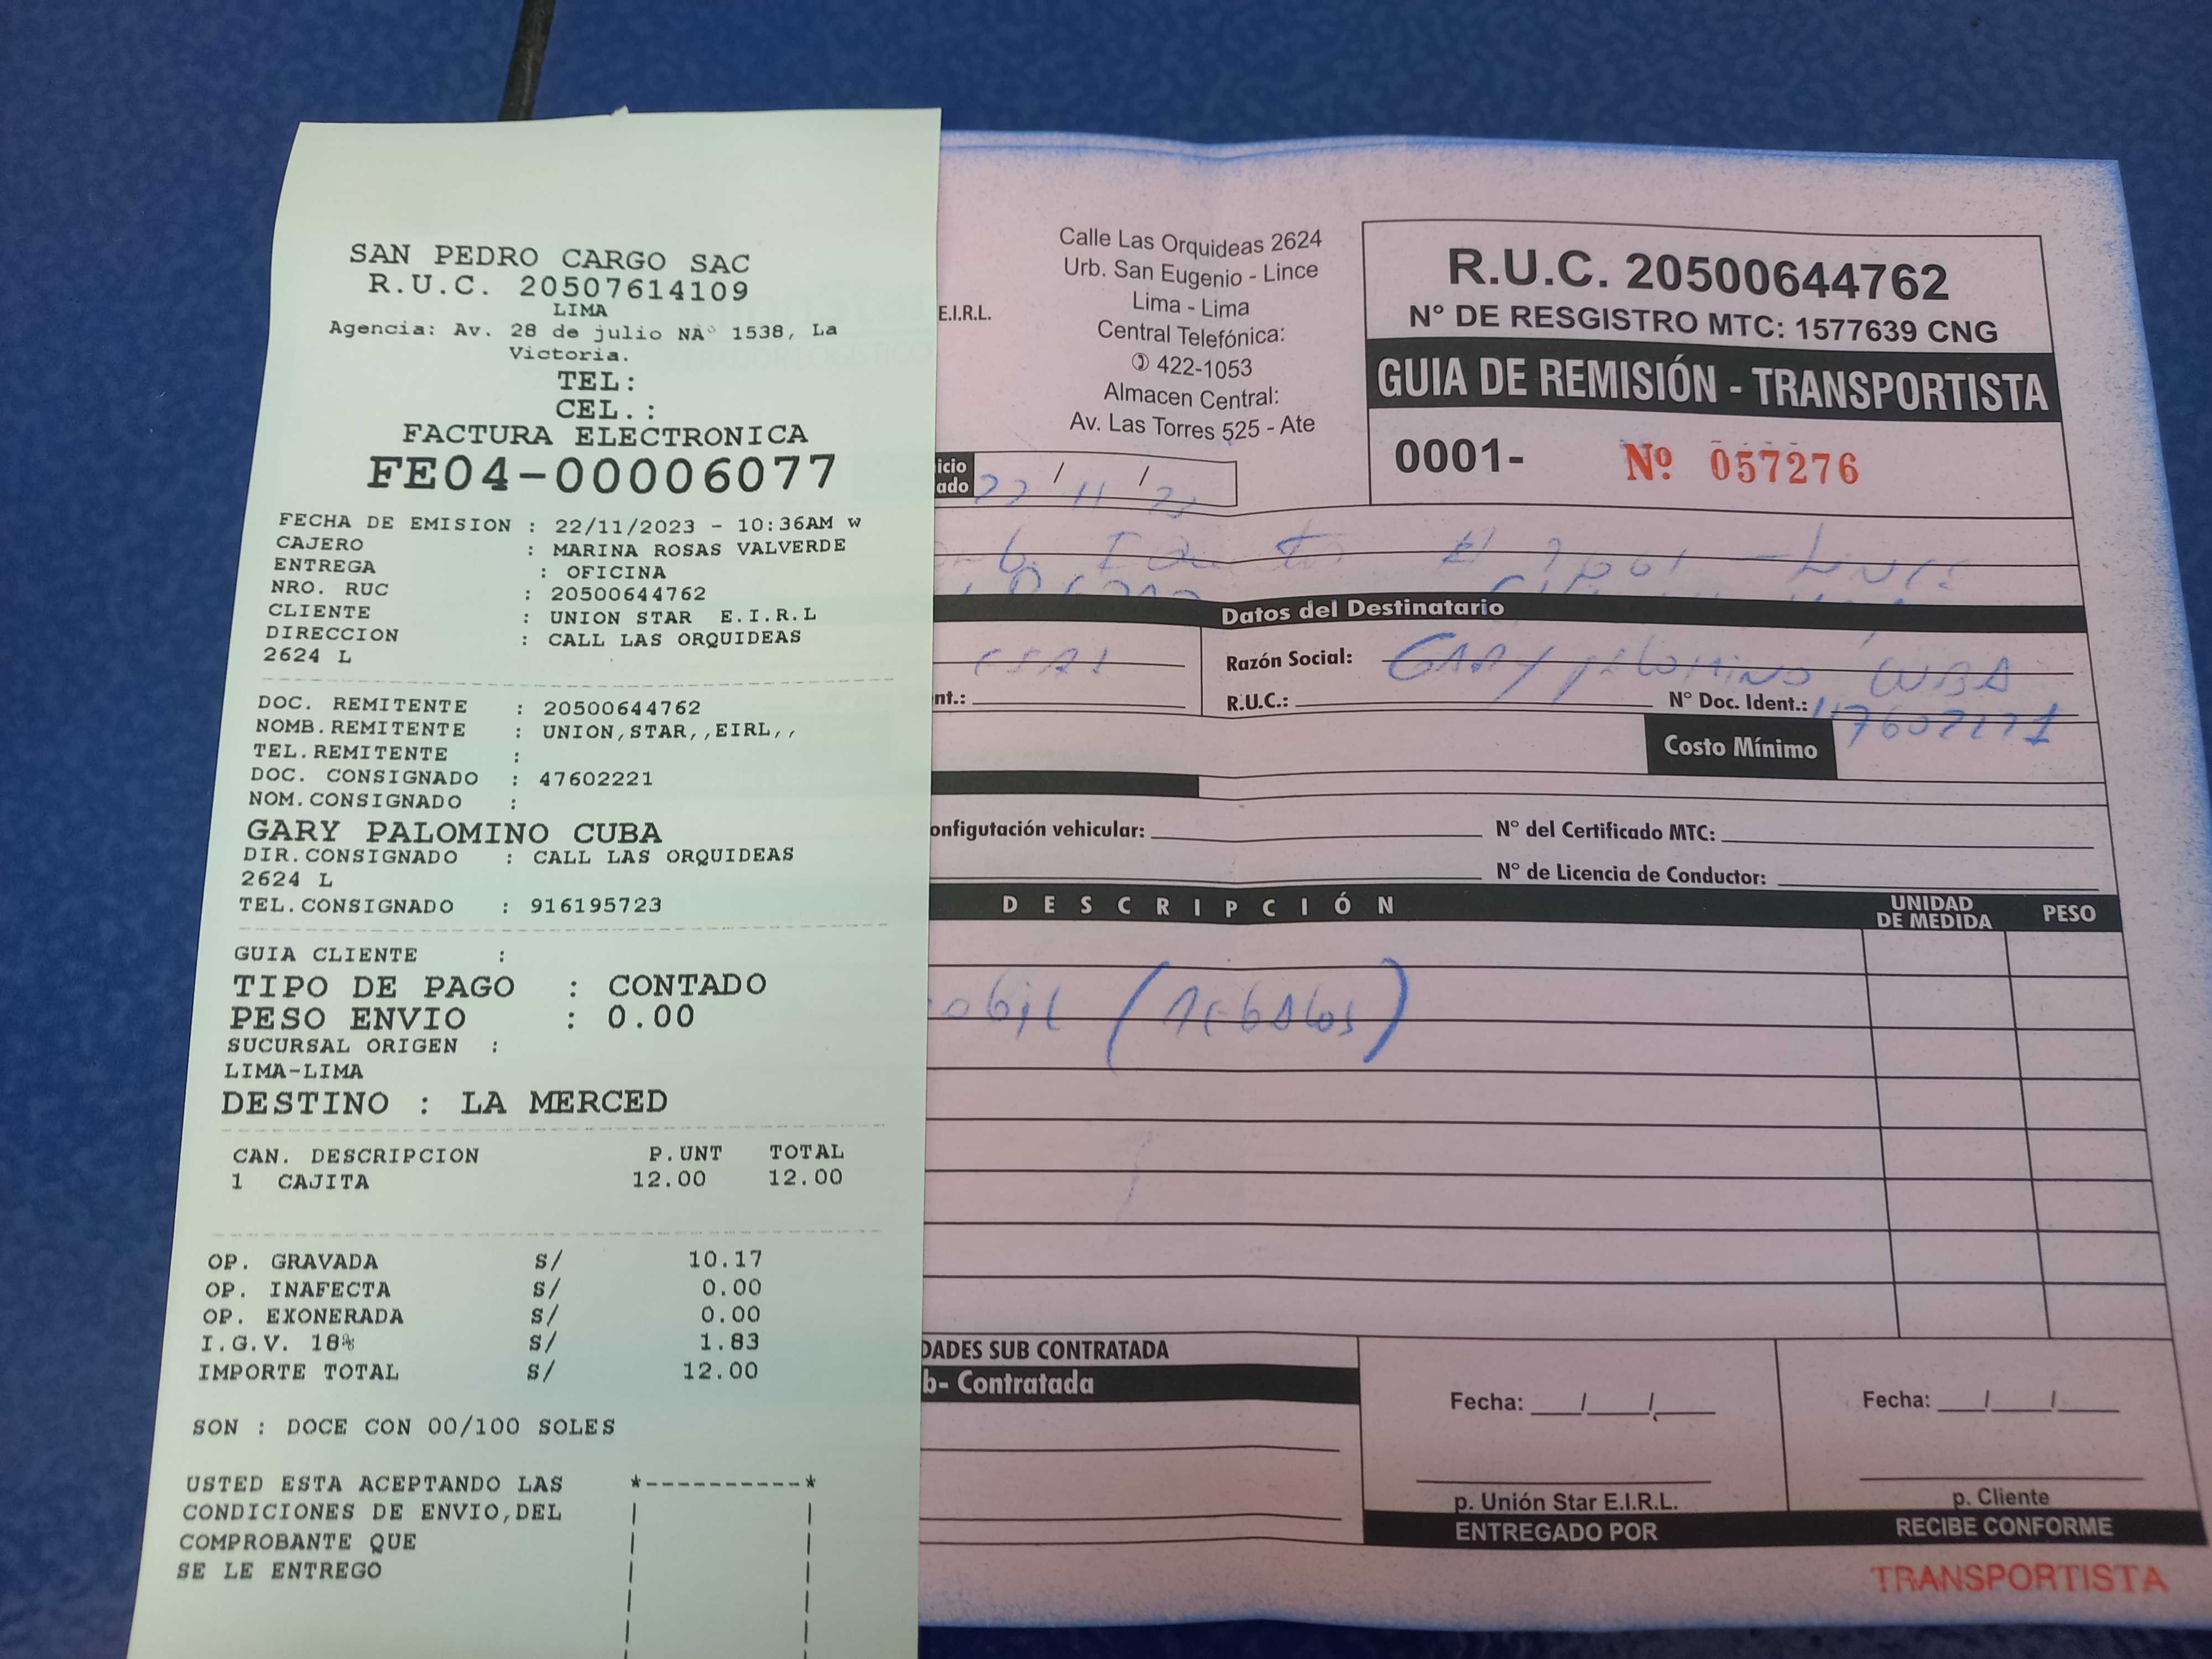 SAN PEDRO CARGO SAC
R.U.C. 20507614109
LIMA
Agencia: Av. 28 de julio NÂ° 1538, La
Victoria.
TEL:
CEL.:
FACTURA ELECTRONICA
FE04-00006077
FECHA DE EMISION : 22/11/2023 - 10:36AM w
CAJERO : MARINA ROSAS VALVERDE
ENTREGA : OFICINA
NRO. RUC : 20500644762
CLIENTE : UNION STAR E.I.R.L
DIRECCION : CALL LAS ORQUIDEAS
2624 L
DOC. REMITENTE : 20500644762
NOMB.REMITENTE : UNION,STAR,,EIRL,,
TEL.REMITENTE :
DOC. CONSIGNADO : 47602221
NOM.CONSIGNADO :
GARY PALOMINO CUBA
DIR.CONSIGNADO : CALL LAS ORQUIDEAS
2624 L
TEL.CONSIGNADO : 916195723
GUIA CLIENTE :
TIPO DE PAGO : CONTADO
PESO ENVIO : 0.00
SUCURSAL ORIGEN :
LIMA-LIMA
DESTINO : LA MERCED
CAN. DESCRIPCION P.UNT TOTAL
1 CAJITA 12.00 12.00
OP. GRAVADA S/ 10.17
OP. INAFECTA S/ 0.00
OP. EXONERADA S/ 0.00
I.G.V. 18% S/ 1.83
IMPORTE TOTAL S/ 12.00
SON : DOCE CON 00/100 SOLES
USTED ESTA ACEPTANDO LAS
CONDICIONES DE ENVIO,DEL
COMPROBANTE QUE
SE LE ENTREGO
E.I.R.L.
Calle Las Orquideas 2624
Urb. San Eugenio - Lince
Lima - Lima
Central Telefónica:
422-1053
Almacen Central:
Av. Las Torres 525 - Ate
R.U.C. 20500644762
N° DE RESGISTRO MTC: 1577639 CNG
GUIA DE REMISIÓN - TRANSPORTISTA
0001- Nº 057276
icio
ado 22 / 11 /
Datos del Destinatario
Razón Social: GARY PALOMINO CUBA
nt.: R.U.C.: N° Doc. Ident.:
Costo Mínimo
onfigutación vehicular: N° del Certificado MTC:
N° de Licencia de Conductor:
DESCRIPCIÓN UNIDAD DE MEDIDA PESO
DADES SUB CONTRATADA
b- Contratada
Fecha: / / Fecha: / /
p. Unión Star E.I.R.L. p. Cliente
ENTREGADO POR RECIBE CONFORME
TRANSPORTISTA